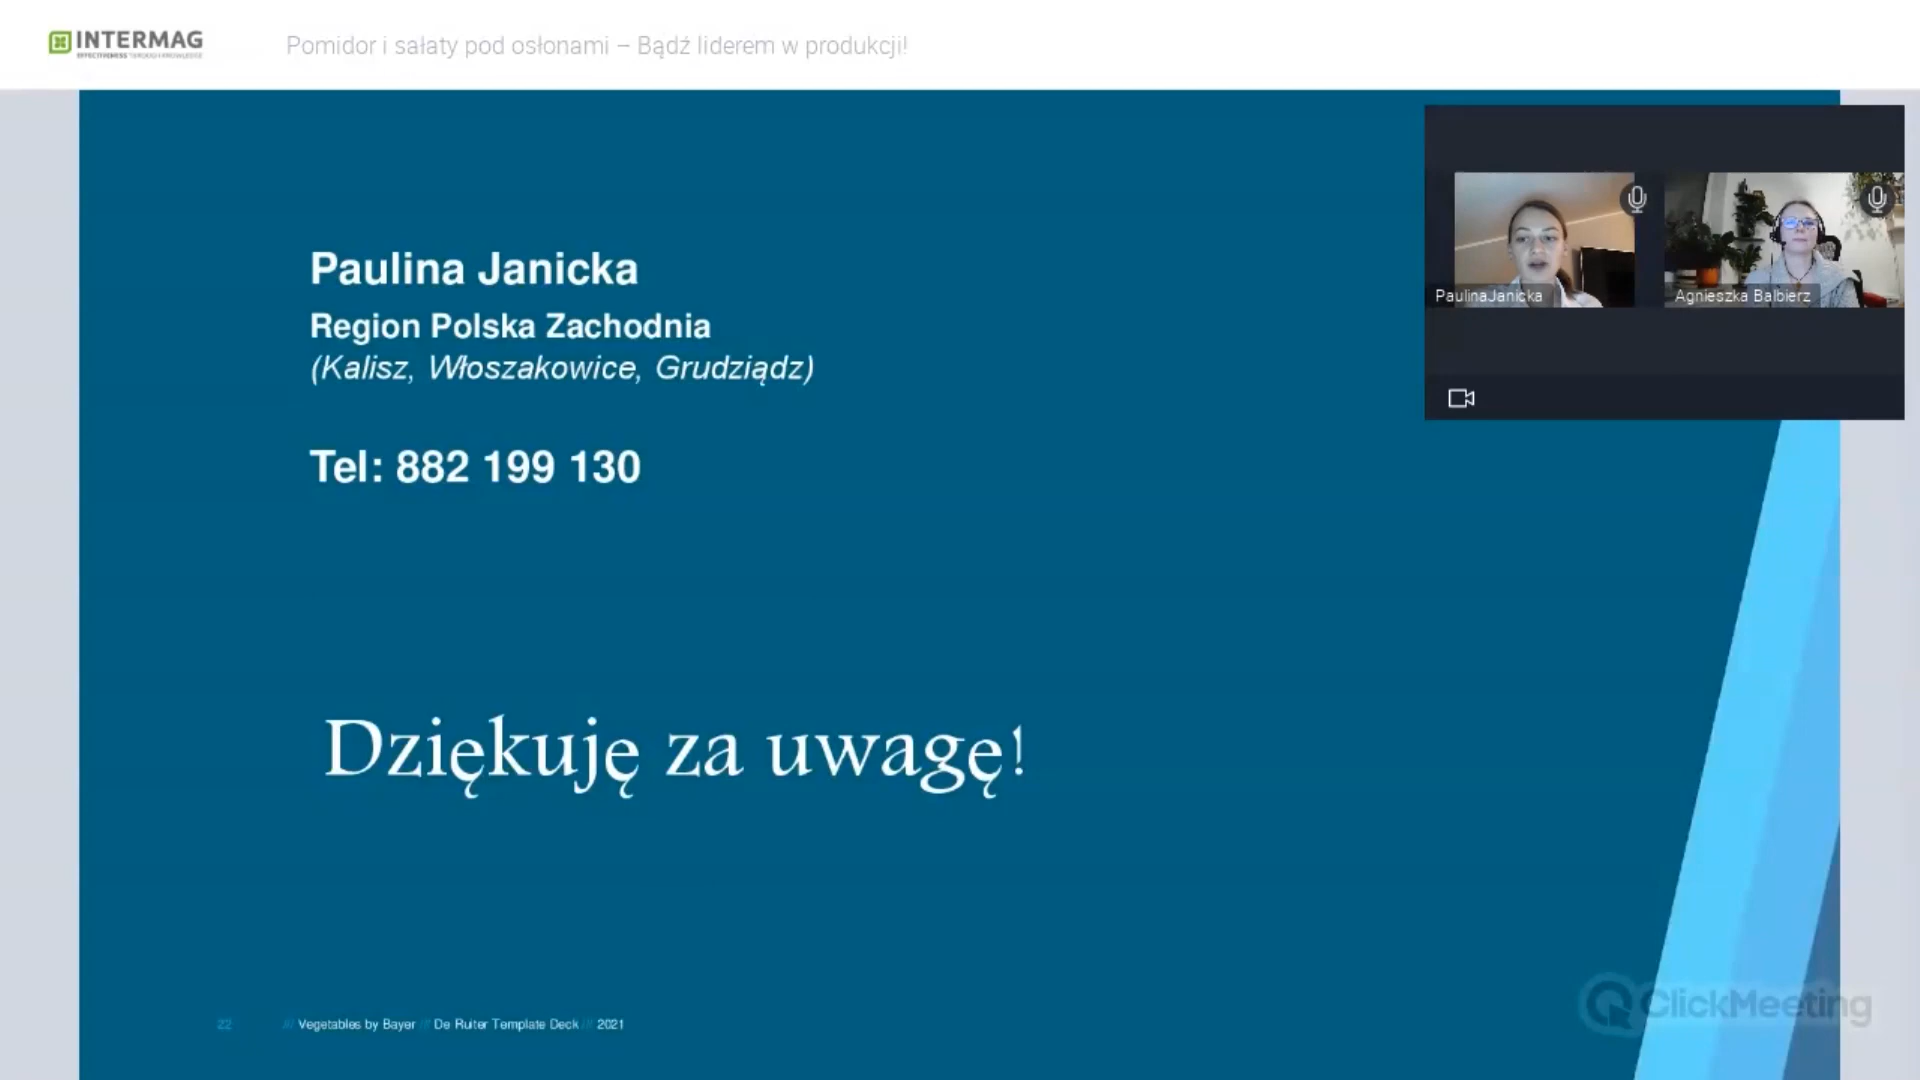 INTERMAG
Pomidor i sałaty pod osłonami – Bądź liderem w produkcji!
Paulina Janicka
Region Polska Zachodnia
(Kalisz, Włoszakowice, Grudziądz)
Tel: 882 199 130
PaulinaJanicka
Agnieszka Balbierz
Dziękuję za uwagę!
22 /// Vegetables by Bayer /// De Ruiter Template Deck /// 2021
ClickMeeting